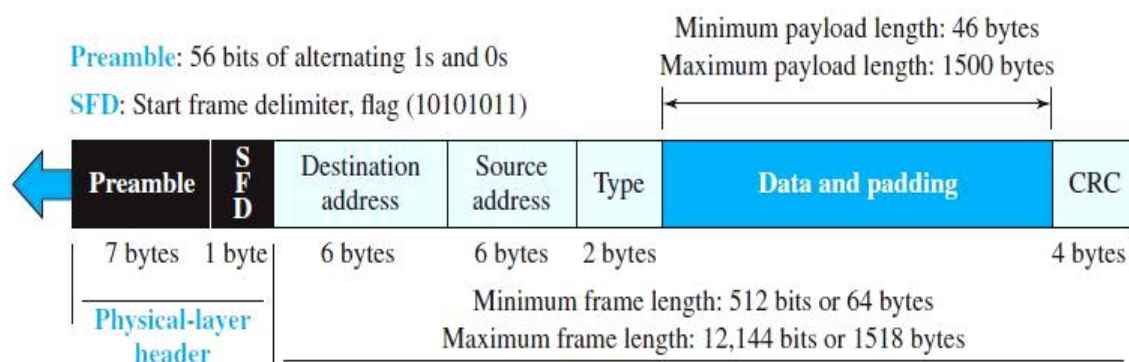 Minimum payload length: 46 bytes
Preamble: 56 bits of alternating 1s and 0s
Maximum payload length: 1500 bytes
SFD: Start frame delimiter, flag (10101011)
Preamble
S
F
D
Destination
address
Source
address
Type
Data and padding
CRC
7 bytes 1 byte 6 bytes 6 bytes 2 bytes 4 bytes
Physical-layer
header
Minimum frame length: 512 bits or 64 bytes
Maximum frame length: 12,144 bits or 1518 bytes